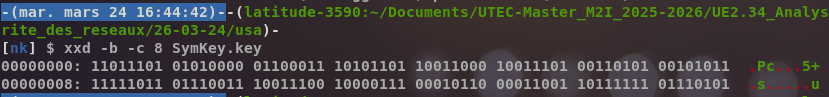 -(mar. mars 24 16:44:42)--(latitude-3590:~/Documents/UTEC-Master_M2I_2025-2026/UE2.34_Analys
rite_des_reseaux/26-03-24/usa)-
[nk] $ xxd -b -c 8 SymKey.key
00000000: 11011101 01010000 01100011 10101101 10011000 10011101 00110101 00101011  .Pc...5+
00000008: 11111011 01110011 10011100 10000111 00010110 00011001 10111111 01110101  .s.....u